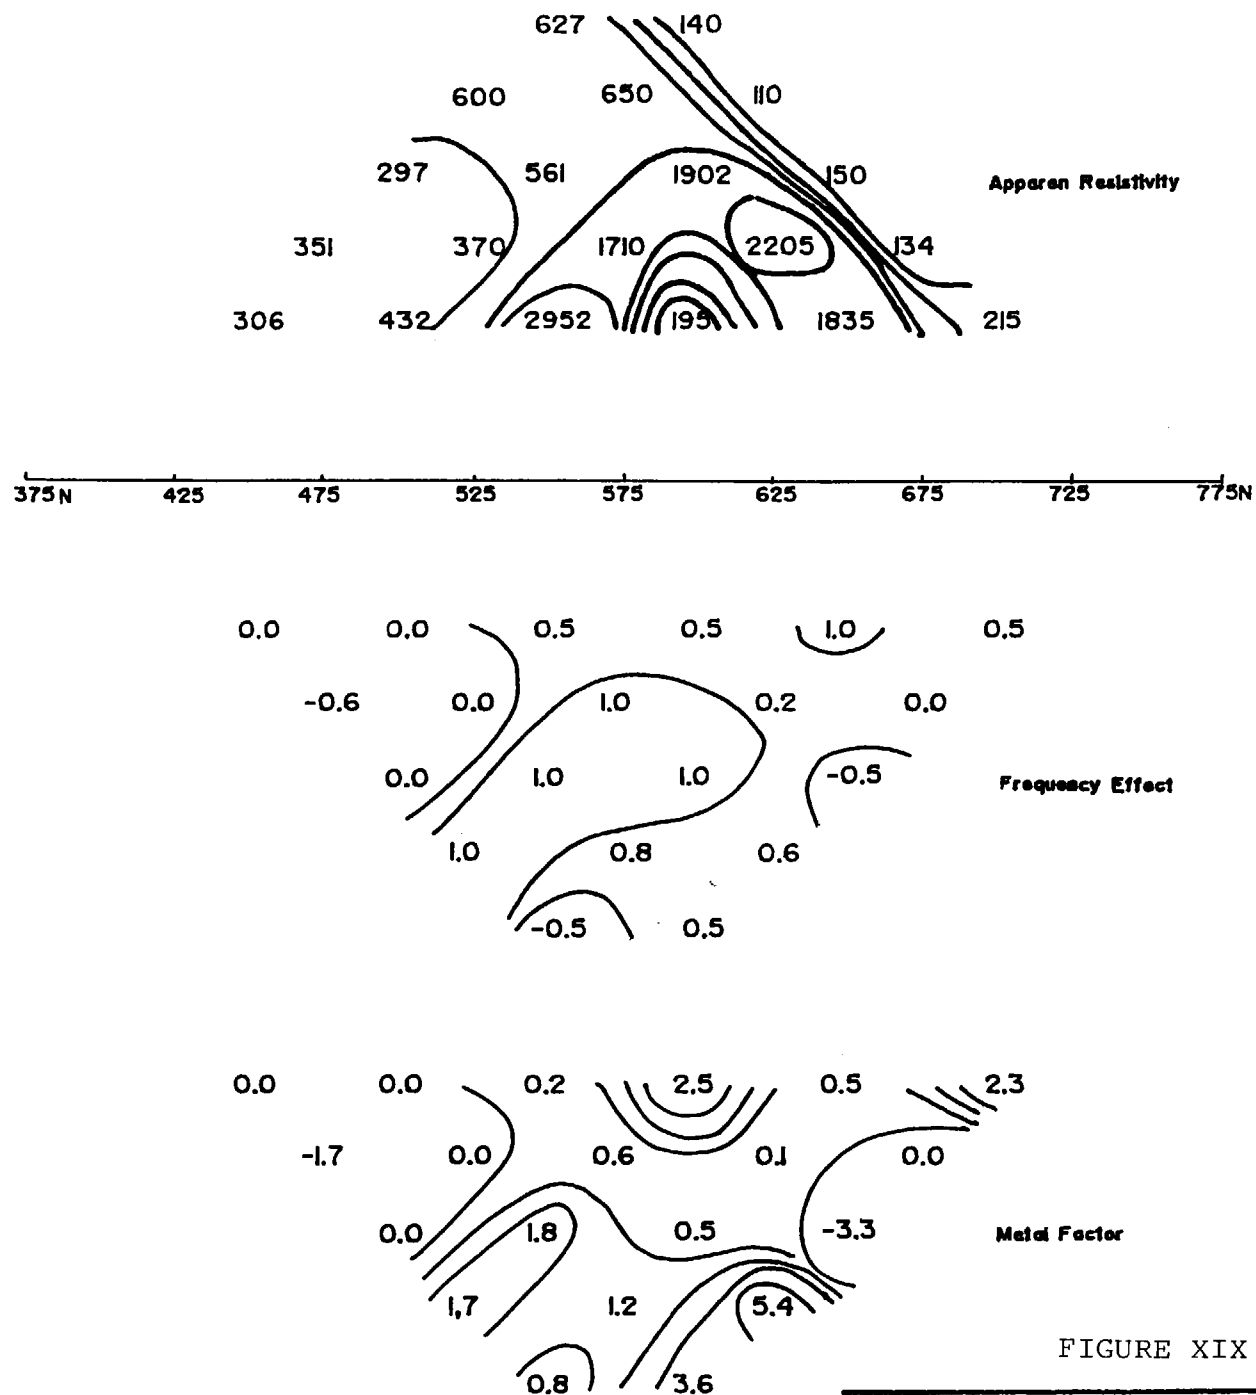 627 140
600 650 110
297 561 1902 150 Apparen Resistivity
351 370 1710 2205 134
306 432 2952 195 1835 215
375N 425 475 525 575 625 675 725 775N
0.0 0.0 0.5 0.5 1.0 0.5
-0.6 0.0 1.0 0.2 0.0
0.0 1.0 1.0 -0.5 Frequency Effect
1.0 0.8 0.6
-0.5 0.5
0.0 0.0 0.2 2.5 0.5 2.3
-1.7 0.0 0.6 0.1 0.0
0.0 1.8 0.5 -3.3 Metal Factor
1.7 1.2 5.4
0.8 3.6
FIGURE XIX